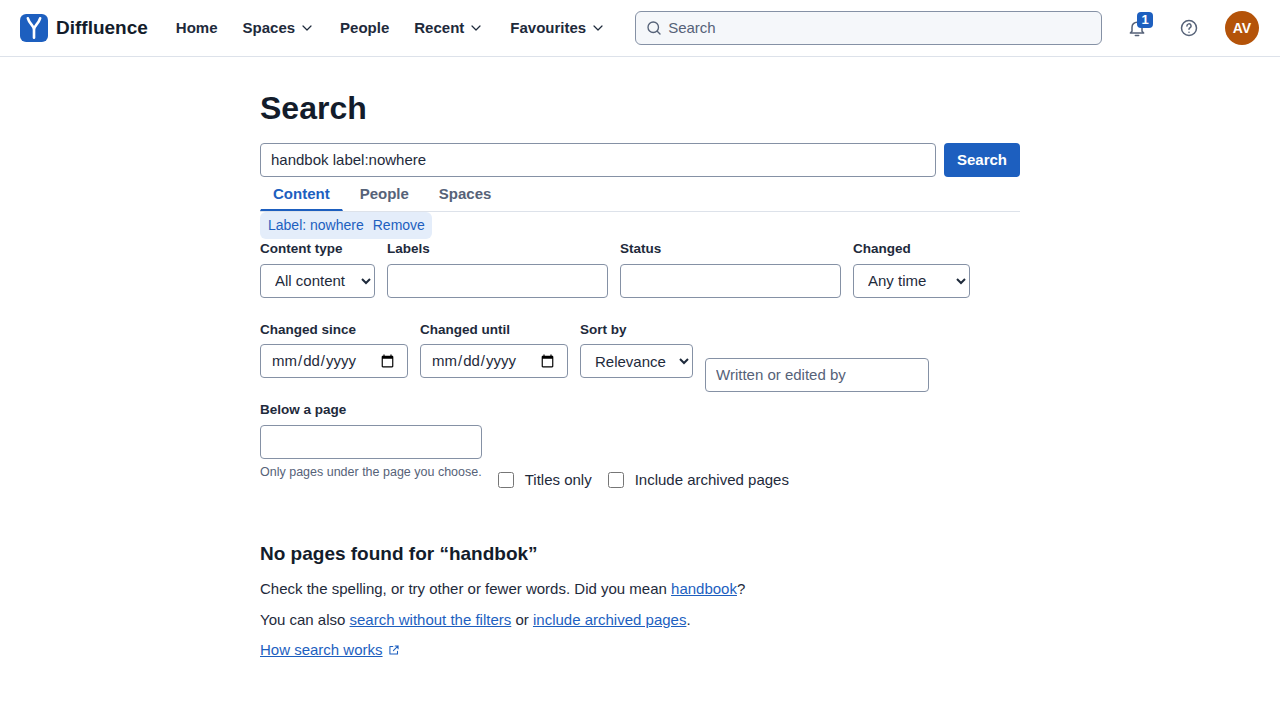 Diffluence Home Spaces People Recent Favourites Search 1 AV
Search
handbok label:nowhere Search
Content People Spaces
Label: nowhere Remove
Content type Labels Status Changed
All content Any time
Changed since Changed until Sort by
mm/dd/yyyy mm/dd/yyyy Relevance Written or edited by
Below a page
Only pages under the page you choose. Titles only Include archived pages
No pages found for “handbok”
Check the spelling, or try other or fewer words. Did you mean handbook?
You can also search without the filters or include archived pages.
How search works